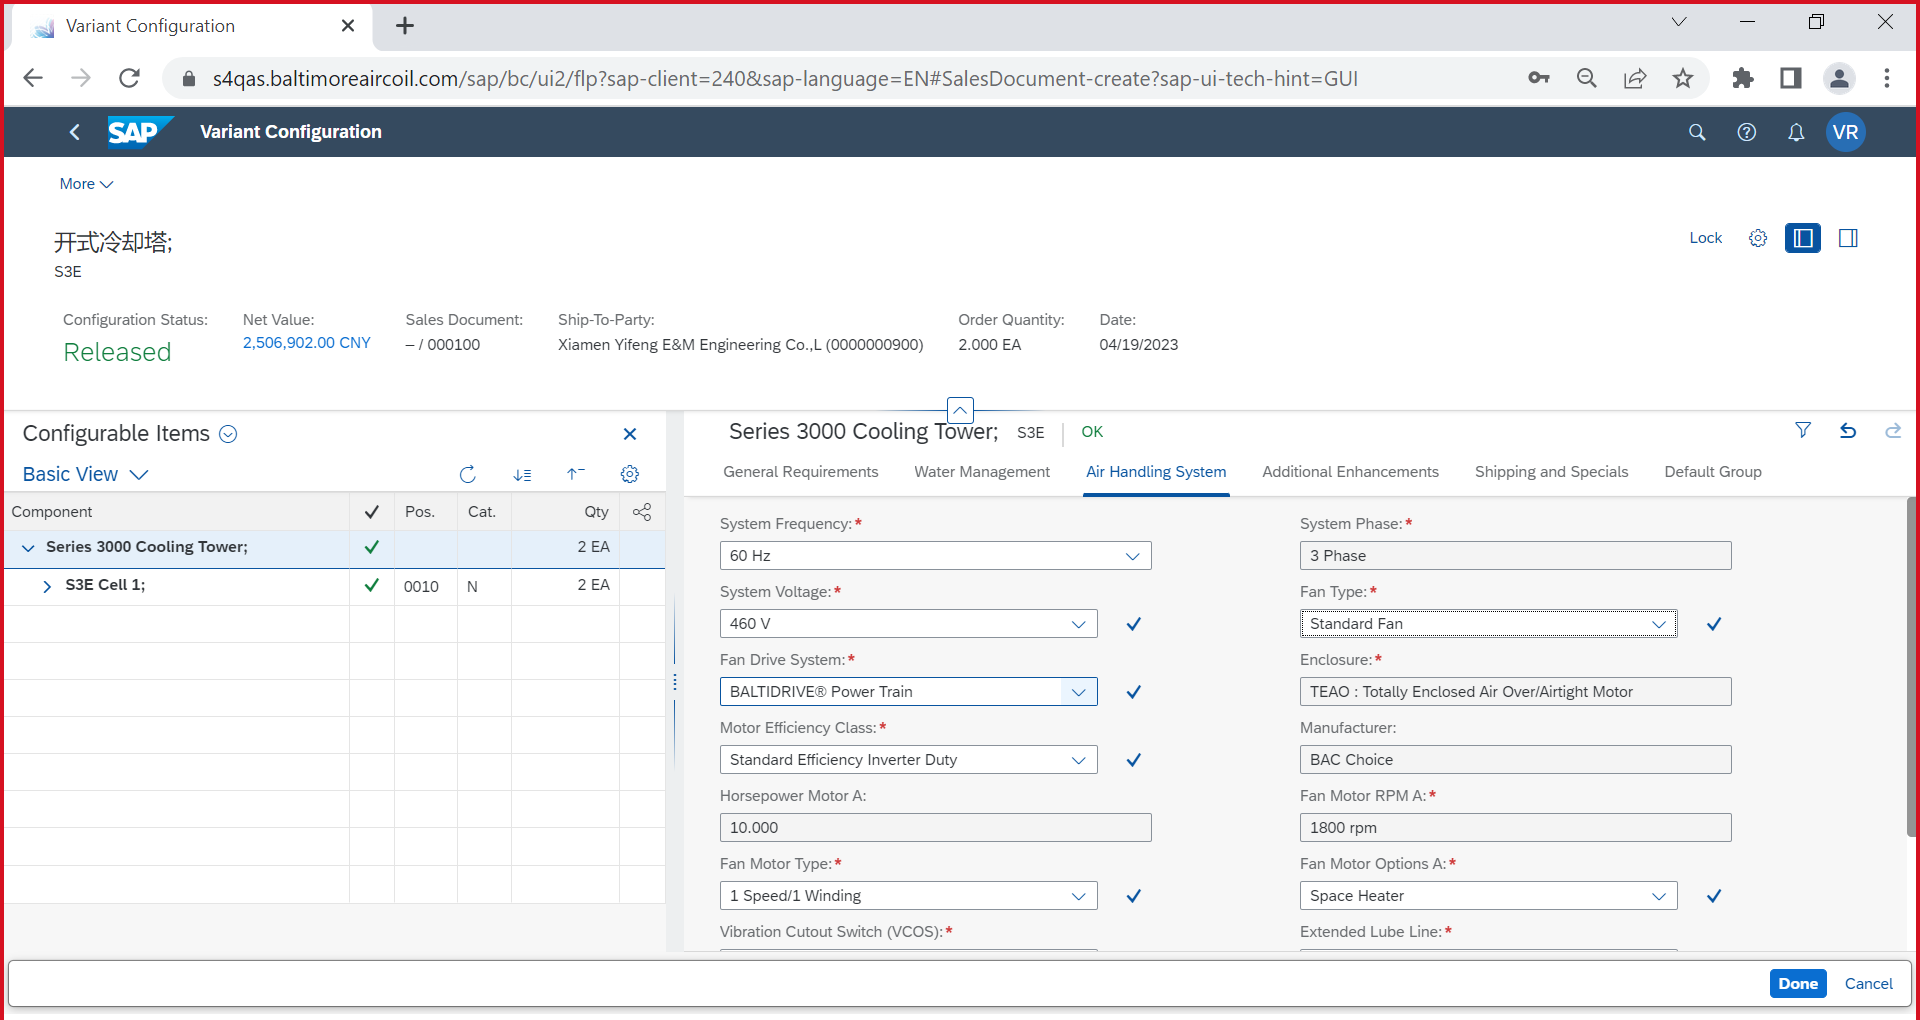 Variant Configuration
s4qas.baltimoreaircoil.com/sap/bc/ui2/flp?sap-client=240&sap-language=EN#SalesDocument-create?sap-ui-tech-hint=GUI
SAP
Variant Configuration
VR
More
开式冷却塔;
S3E
Lock
Configuration Status:
Released
Net Value:
2,506,902.00 CNY
Sales Document:
– / 000100
Ship-To-Party:
Xiamen Yifeng E&M Engineering Co.,L (0000000900)
Order Quantity:
2.000 EA
Date:
04/19/2023
Configurable Items
Basic View
Component Pos. Cat. Qty
Series 3000 Cooling Tower; 2 EA
S3E Cell 1; 0010 N 2 EA
Series 3000 Cooling Tower; S3E OK
General Requirements Water Management Air Handling System Additional Enhancements Shipping and Specials Default Group
System Frequency:*
60 Hz
System Phase:*
3 Phase
System Voltage:*
460 V
Fan Type:*
Standard Fan
Fan Drive System:*
BALTIDRIVE® Power Train
Enclosure:*
TEAO : Totally Enclosed Air Over/Airtight Motor
Motor Efficiency Class:*
Standard Efficiency Inverter Duty
Manufacturer:
BAC Choice
Horsepower Motor A:
10.000
Fan Motor RPM A:*
1800 rpm
Fan Motor Type:*
1 Speed/1 Winding
Fan Motor Options A:*
Space Heater
Vibration Cutout Switch (VCOS):*
Extended Lube Line:*
Done
Cancel